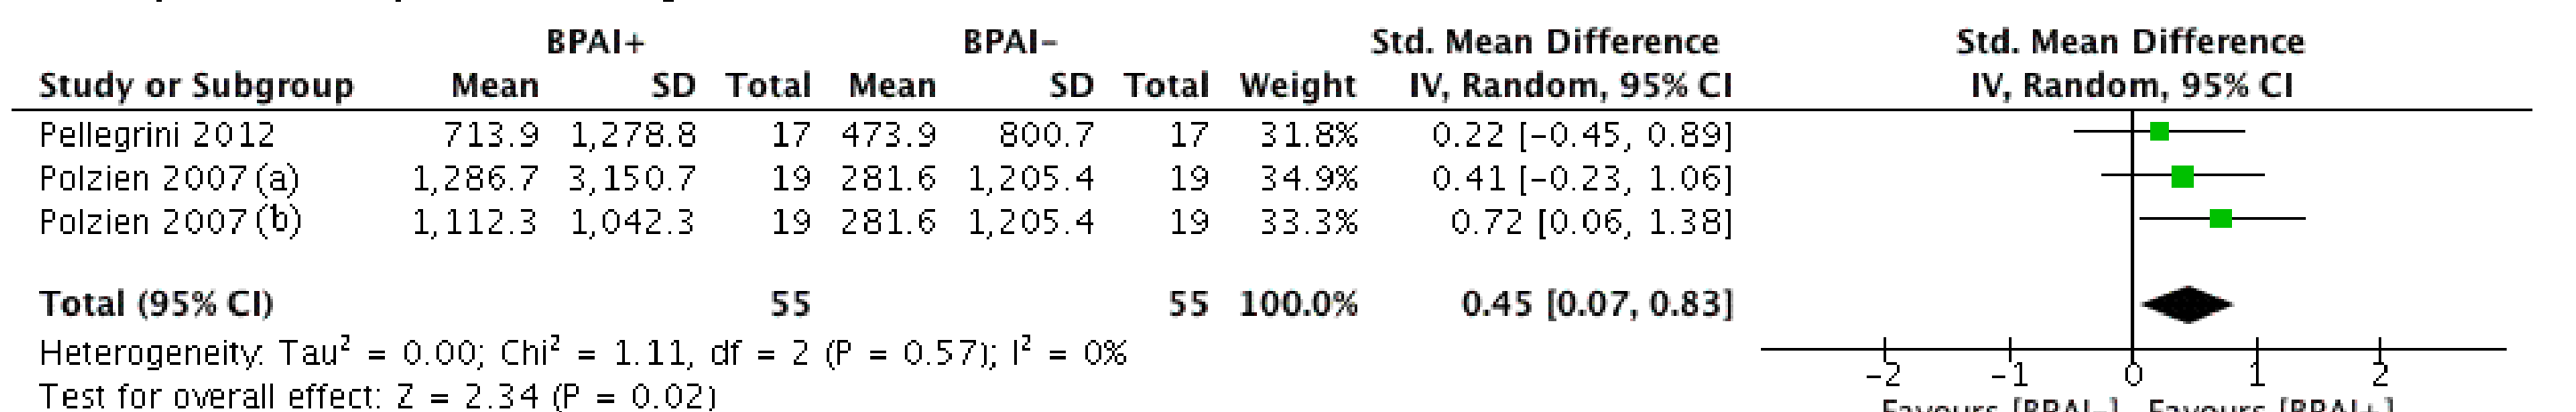 BPAI+ BPAI- Std. Mean Difference Std. Mean Difference
Study or Subgroup Mean SD Total Mean SD Total Weight IV, Random, 95% CI IV, Random, 95% CI
Pellegrini 2012 713.9 1,278.8 17 473.9 800.7 17 31.8% 0.22 [-0.45, 0.89]
Polzien 2007 (a) 1,286.7 3,150.7 19 281.6 1,205.4 19 34.9% 0.41 [-0.23, 1.06]
Polzien 2007 (b) 1,112.3 1,042.3 19 281.6 1,205.4 19 33.3% 0.72 [0.06, 1.38]
Total (95% CI) 55 55 100.0% 0.45 [0.07, 0.83]
Heterogeneity: Tau² = 0.00; Chi² = 1.11, df = 2 (P = 0.57); I² = 0%
Test for overall effect: Z = 2.34 (P = 0.02)
-2 -1 0 1 2
Favours [BPAI-] Favours [BPAI+]